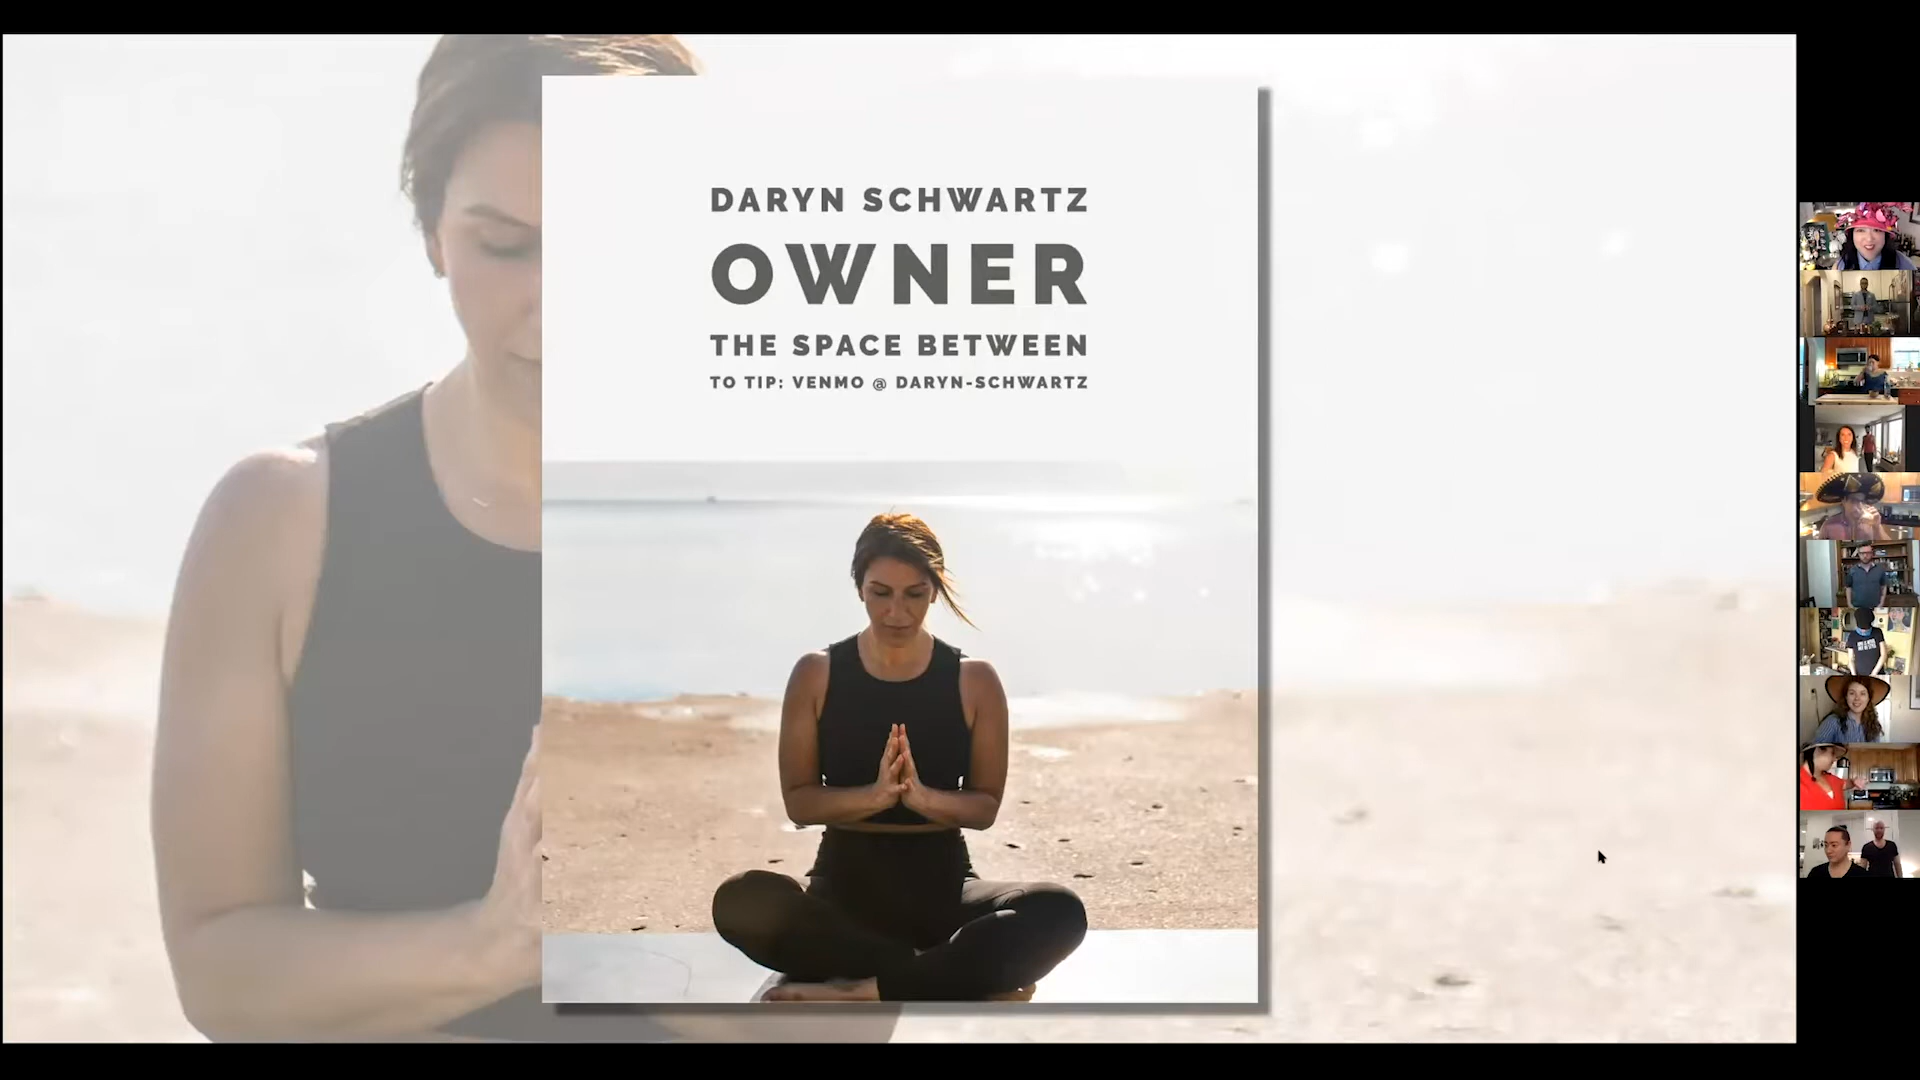 DARYN SCHWARTZ
OWNER
THE SPACE BETWEEN
TO TIP: VENMO @ DARYN-SCHWARTZ